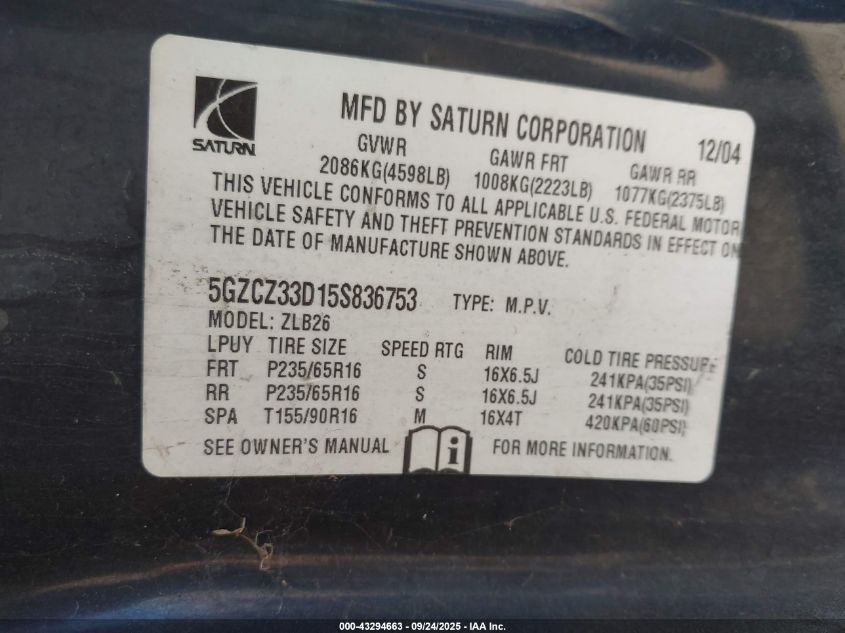 MFD BY SATURN CORPORATION 12/04
SATURN
GVWR GAWR FRT GAWR RR
2086KG(4598LB) 1008KG(2223LB) 1077KG(2375LB)
THIS VEHICLE CONFORMS TO ALL APPLICABLE U.S. FEDERAL MOTOR
VEHICLE SAFETY AND THEFT PREVENTION STANDARDS IN EFFECT ON
THE DATE OF MANUFACTURE SHOWN ABOVE.
5GZCZ33D15S836753 TYPE: M.P.V.
MODEL: ZLB26
LPUY TIRE SIZE SPEED RTG RIM COLD TIRE PRESSURE
FRT P235/65R16 S 16X6.5J 241KPA(35PSI)
RR P235/65R16 S 16X6.5J 241KPA(35PSI)
SPA T155/90R16 M 16X4T 420KPA(60PSI)
SEE OWNER'S MANUAL i FOR MORE INFORMATION.
000-43294663 - 09/24/2025 - IAA Inc.